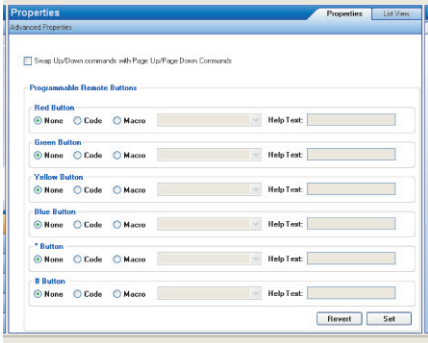 Properties Properties List View
Advanced Properties
Swap Up/Down commands with Page Up/Page Down Commands
Programmable Remote Buttons
Red Button
None Code Macro Help Text:
Green Button
None Code Macro Help Text:
Yellow Button
None Code Macro Help Text:
Blue Button
None Code Macro Help Text:
* Button
None Code Macro Help Text:
# Button
None Code Macro Help Text:
Revert Set